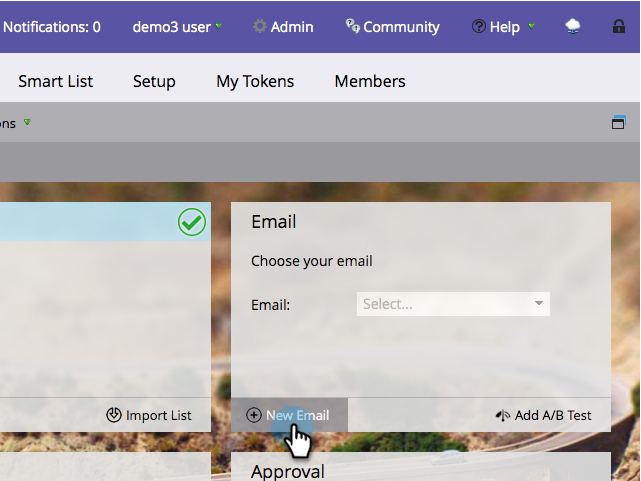 Notifications: 0 demo3 user Admin Community Help
Smart List Setup My Tokens Members
ons
Email
Choose your email
Email: Select...
Import List New Email Add A/B Test
Approval